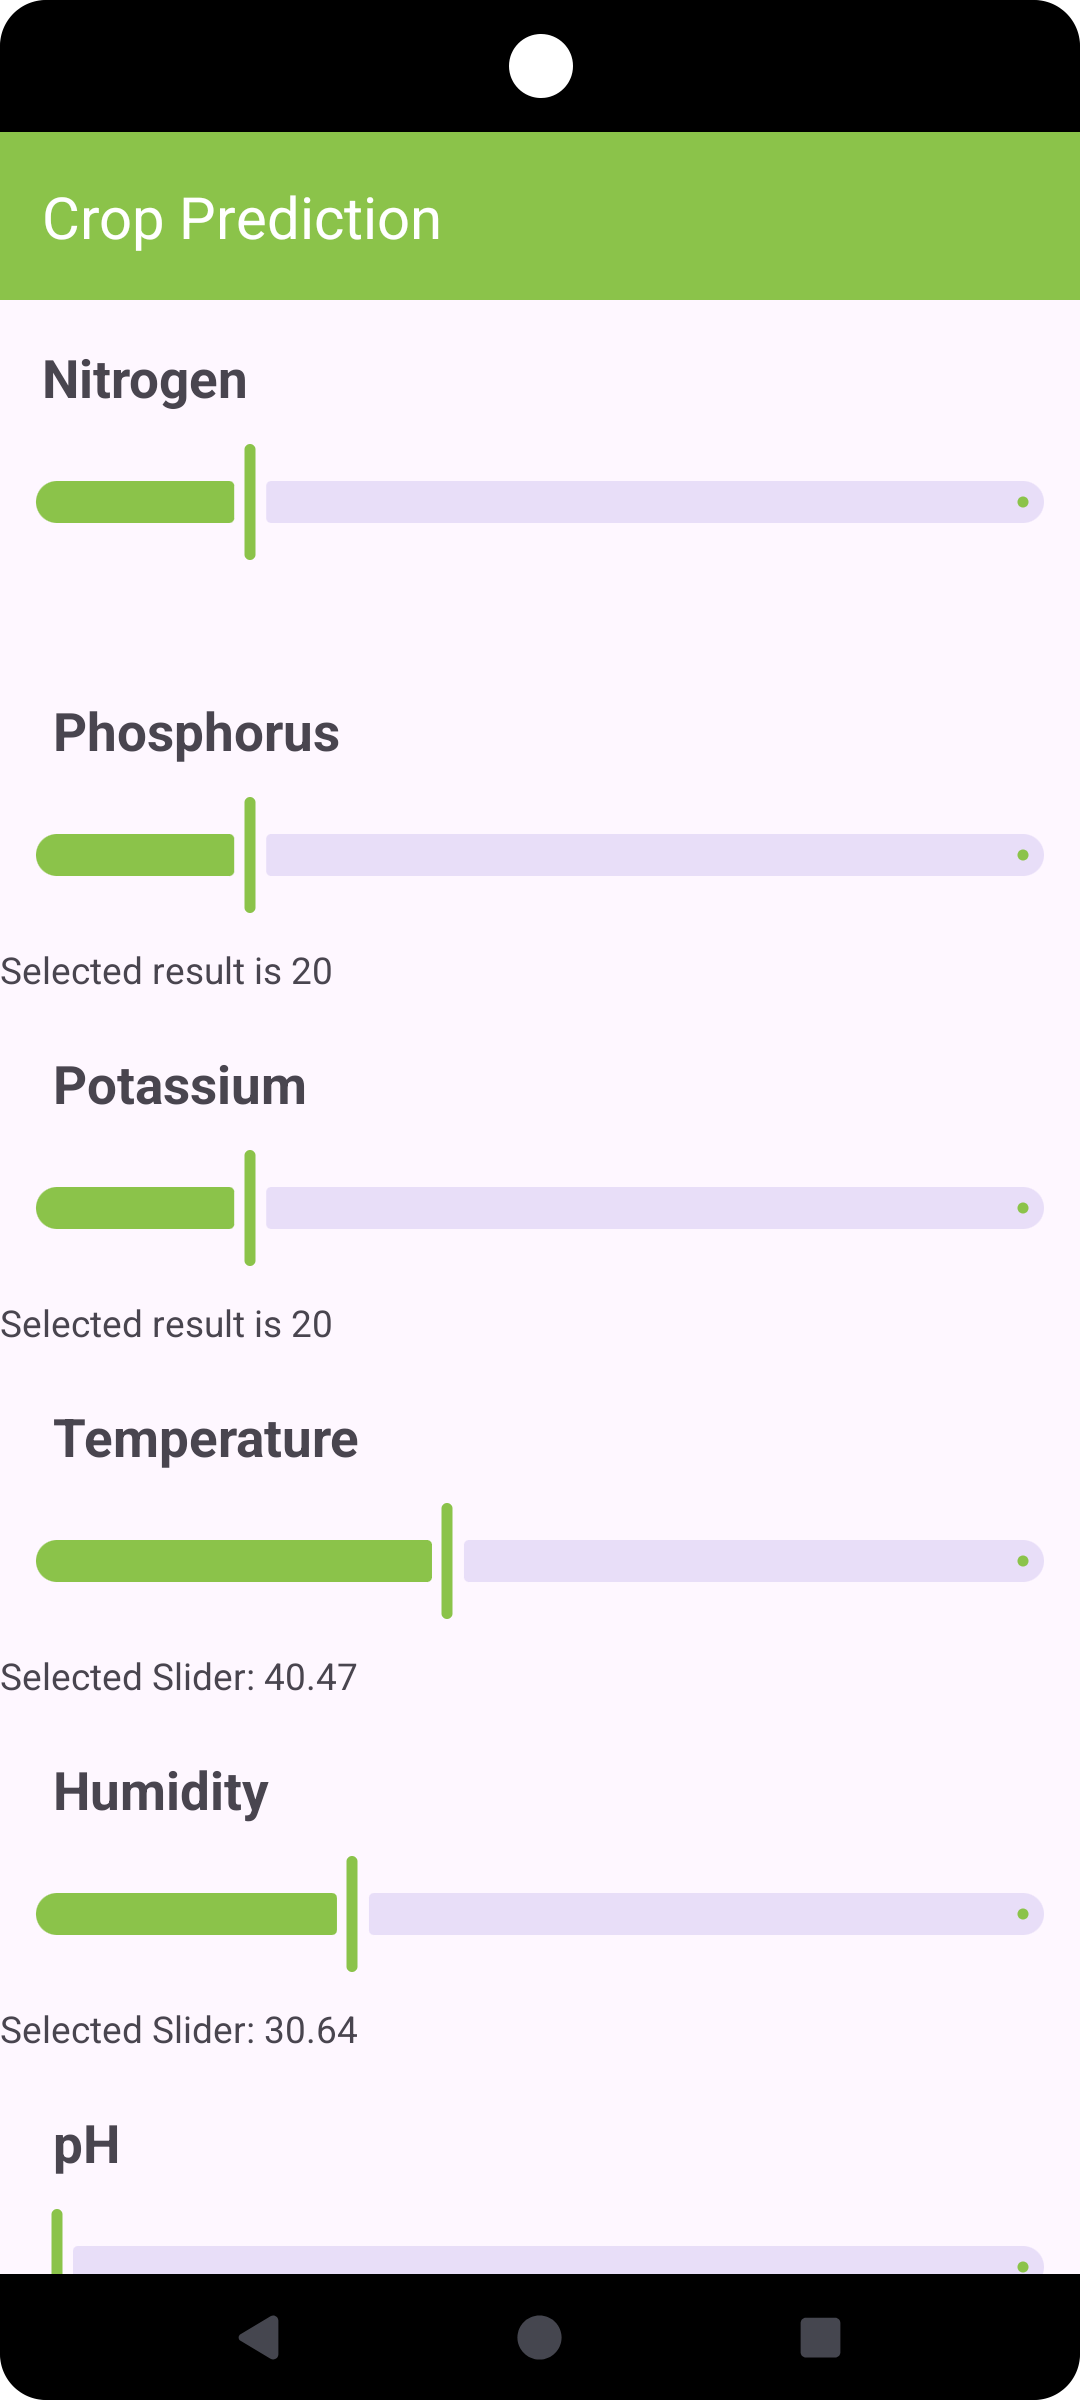 Crop Prediction
Nitrogen
Phosphorus
Selected result is 20
Potassium
Selected result is 20
Temperature
Selected Slider: 40.47
Humidity
Selected Slider: 30.64
pH